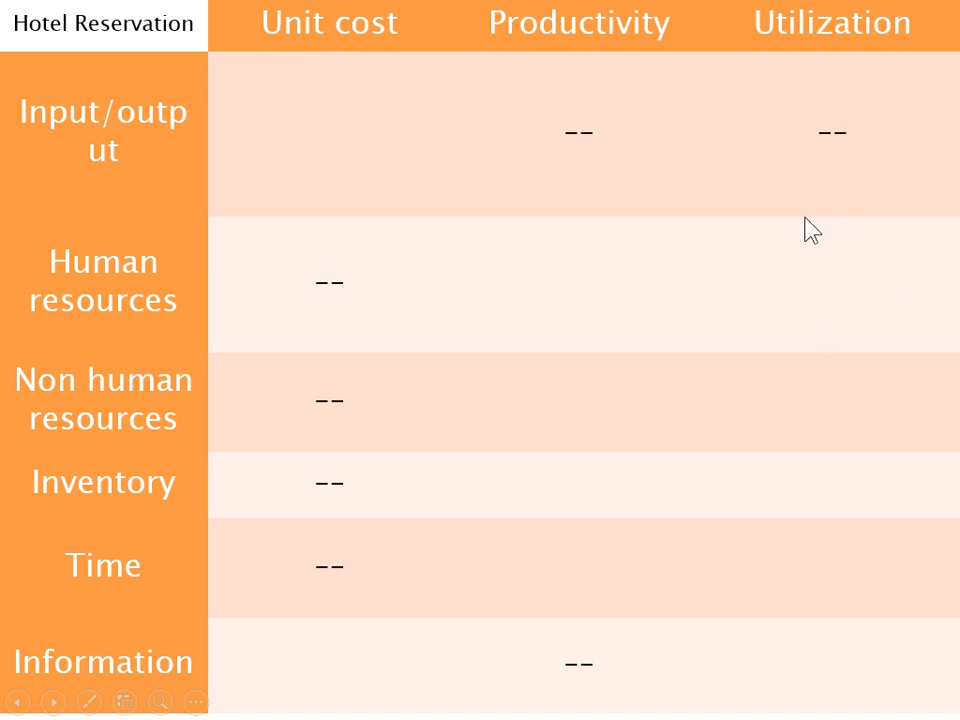 Hotel Reservation Unit cost Productivity Utilization
Input/outp
ut
-- --
Human
resources
--
Non human
resources
--
Inventory --
Time --
Information --